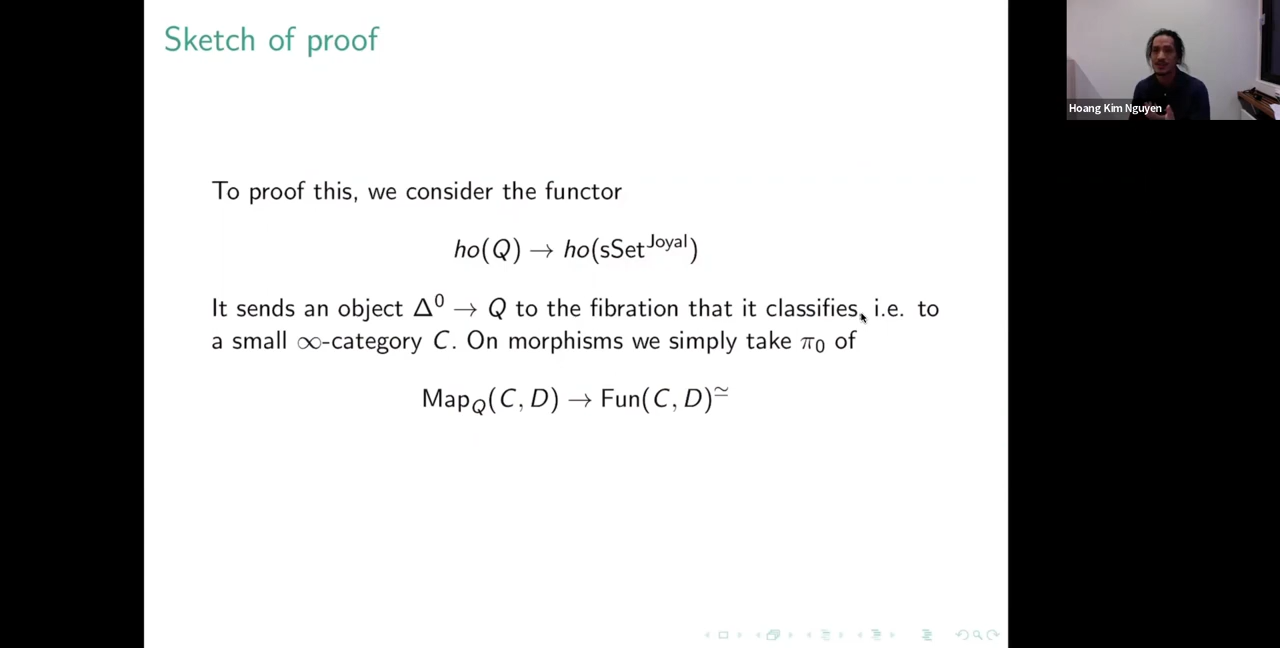 Sketch of proof
Hoang Kim Nguyen
To proof this, we consider the functor
ho(Q) → ho(sSet^Joyal)
It sends an object Δ⁰ → Q to the fibration that it classifies, i.e. to
a small ∞-category C. On morphisms we simply take π₀ of
Map_Q(C, D) → Fun(C, D)^≃